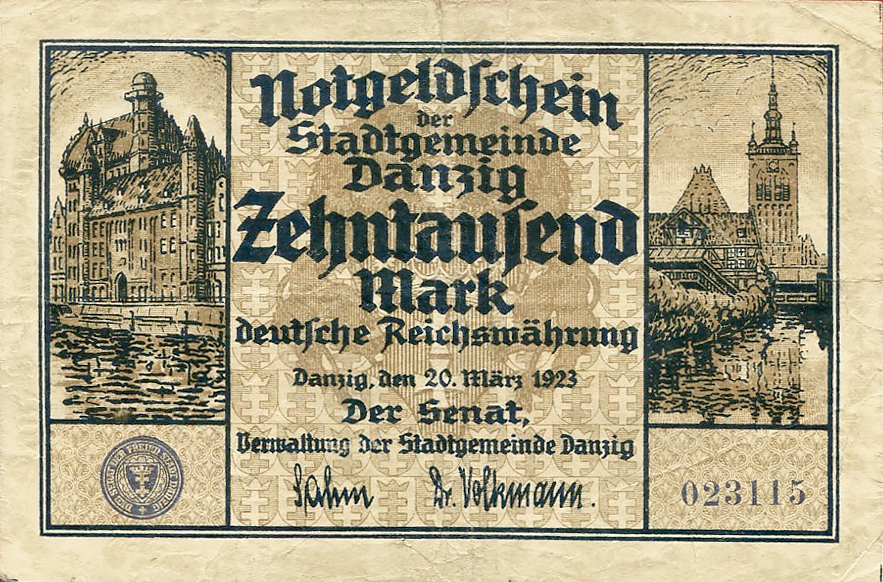 Notgeldschein
der
Stadtgemeinde
Danzig
Zehntausend
Mark
deutsche Reichswährung
Danzig, den 20. März 1923
Der Senat,
Verwaltung der Stadtgemeinde Danzig
Sahm Dr. Volkmann.
023115